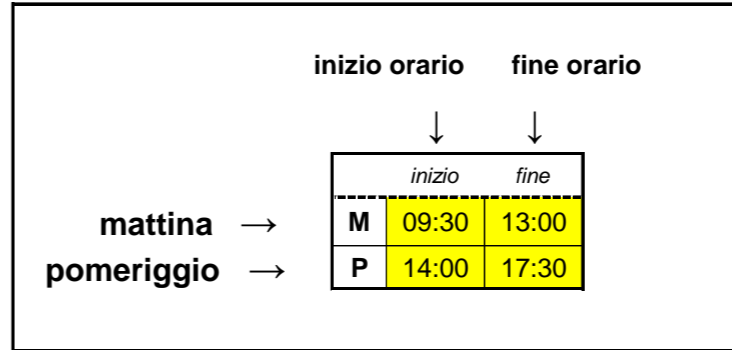 inizio orario fine orario
↓ ↓
inizio fine
mattina → M 09:30 13:00
pomeriggio → P 14:00 17:30